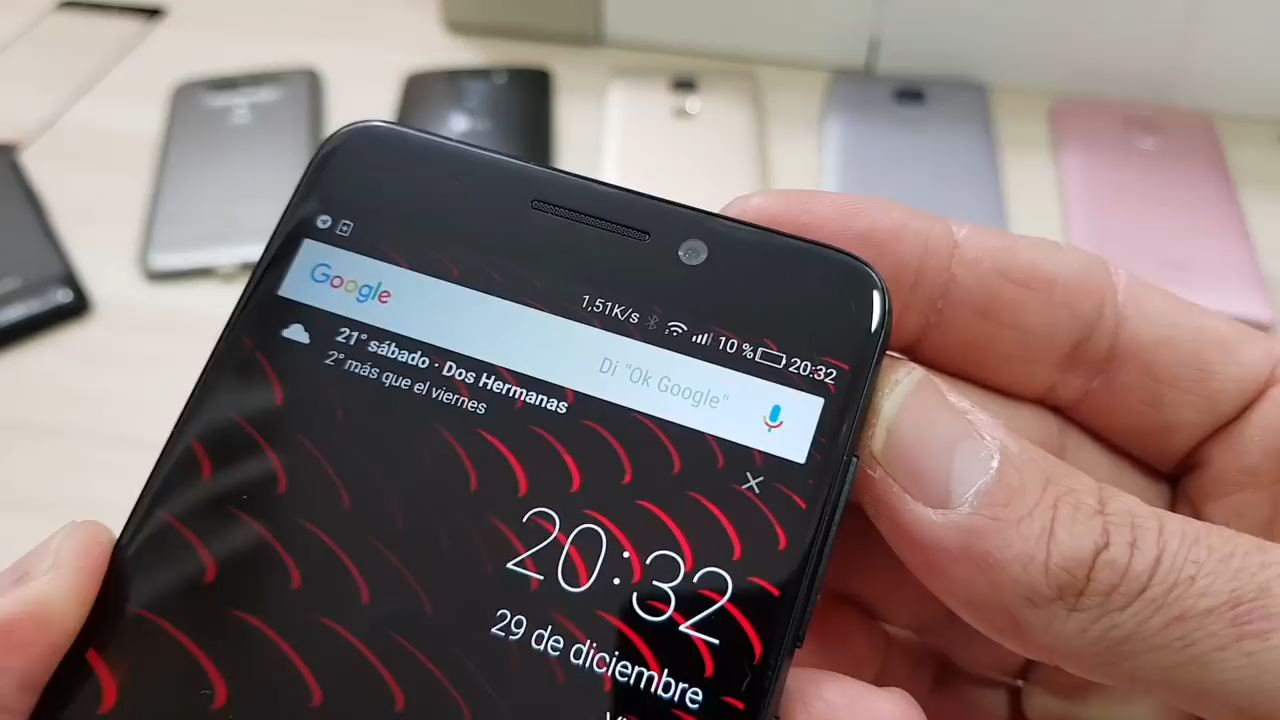 1,51K/s 10 % 20:32
Google
Di "Ok Google"
21° sábado · Dos Hermanas
2° más que el viernes
20:32
29 de diciembre